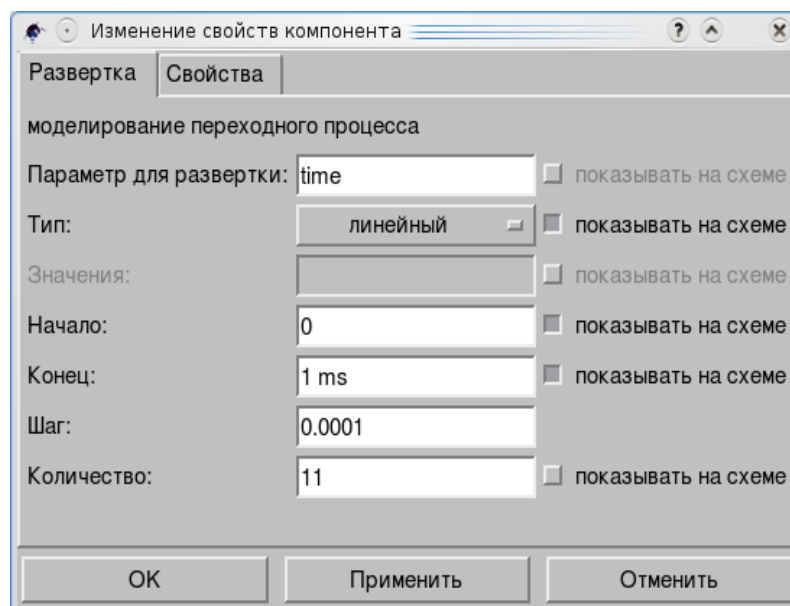 Изменение свойств компонента
Развертка Свойства
моделирование переходного процесса
Параметр для развертки: time показывать на схеме
Тип: линейный показывать на схеме
Значения: показывать на схеме
Начало: 0 показывать на схеме
Конец: 1 ms показывать на схеме
Шаг: 0.0001
Количество: 11 показывать на схеме
OK Применить Отменить